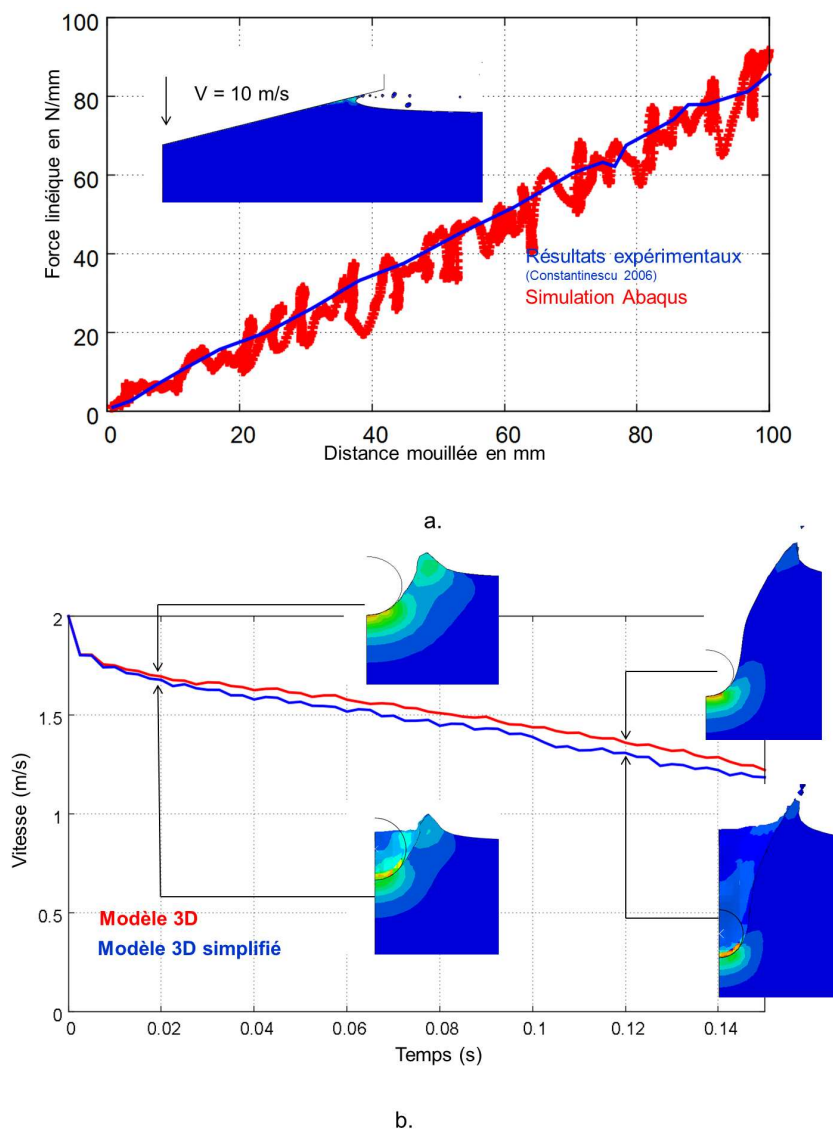 100
80
60
40
20
0
Force linéique en N/mm
V = 10 m/s
Résultats expérimentaux
(Constantinescu 2006)
Simulation Abaqus
0
20
40
60
80
100
Distance mouillée en mm
a.
2
1.5
1
0.5
0
Vitesse (m/s)
Modèle 3D
Modèle 3D simplifié
0
0.02
0.04
0.06
0.08
0.1
0.12
0.14
Temps (s)
b.